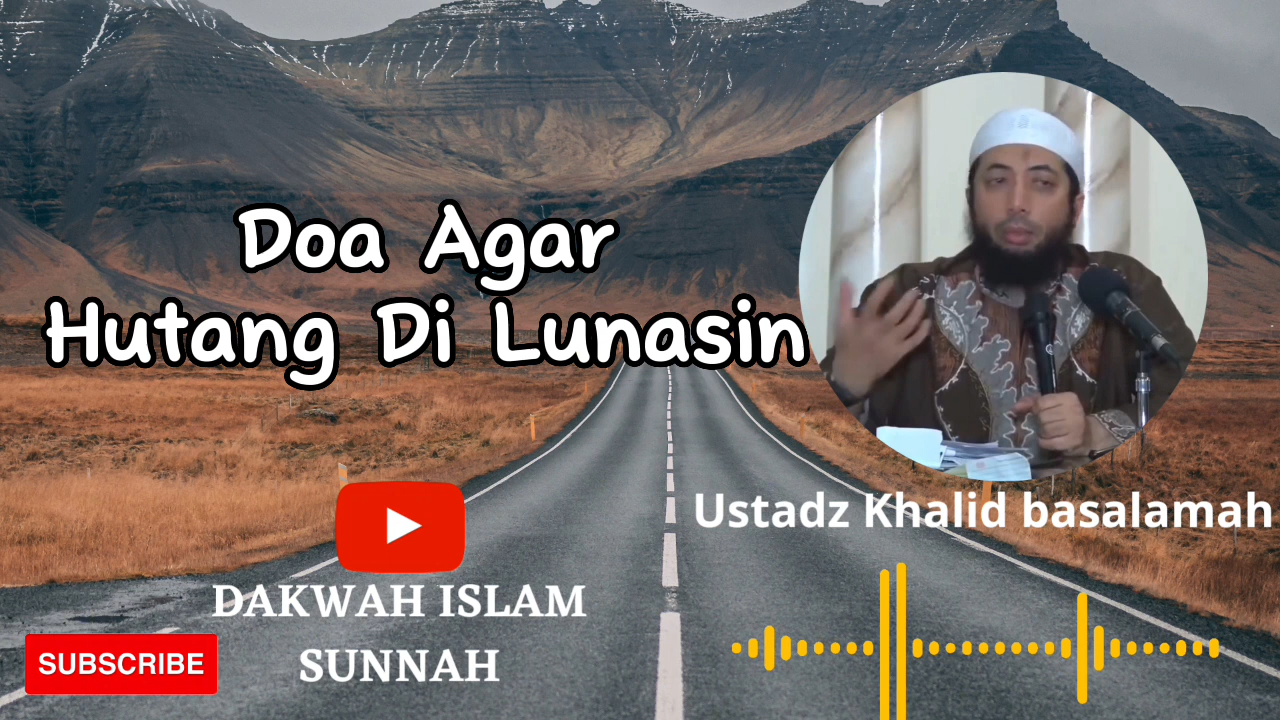 Doa Agar
Hutang Di Lunasin
Ustadz Khalid basalamah
DAKWAH ISLAM
SUNNAH
SUBSCRIBE